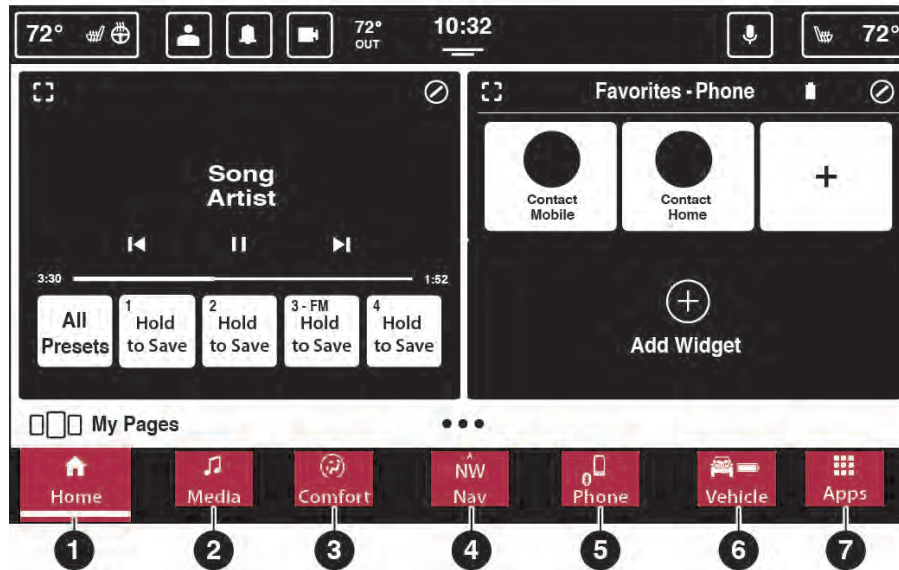 72°
72°
OUT
10:32
72°
Favorites - Phone
Song
Artist
3:30
1:52
All
Presets
1
Hold
to Save
2
Hold
to Save
3 - FM
Hold
to Save
4
Hold
to Save
Contact
Mobile
Contact
Home
+
Add Widget
My Pages
Home
Media
Comfort
NW
Nav
Phone
Vehicle
Apps
1
2
3
4
5
6
7